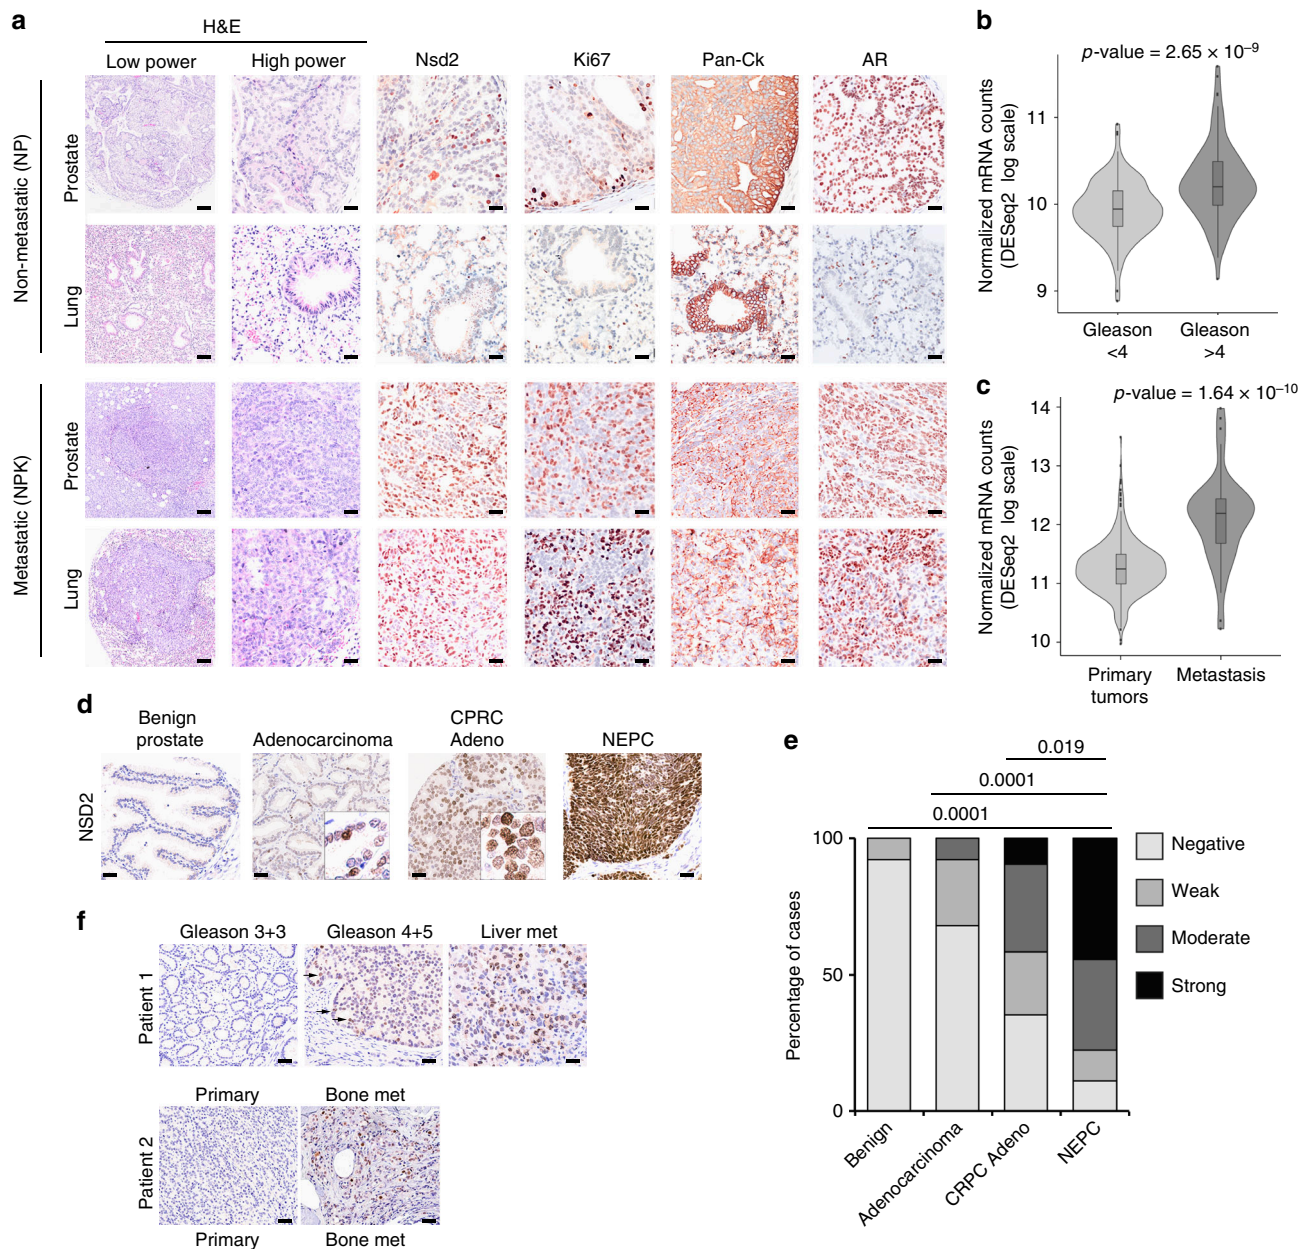 a
H&E
Low power
High power
Nsd2
Ki67
Pan-Ck
AR
Non-metastatic (NP)
Prostate
Lung
Metastatic (NPK)
Prostate
Lung
b
p-value = 2.65 × 10–9
Normalized mRNA counts
(DESeq2 log scale)
11
10
9
Gleason
<4
Gleason
>4
c
p-value = 1.64 × 10–10
Normalized mRNA counts
(DESeq2 log scale)
14
13
12
11
10
Primary
tumors
Metastasis
d
Benign
prostate
Adenocarcinoma
CPRC
Adeno
NEPC
NSD2
e
0.019
0.0001
0.0001
Percentage of cases
100
50
0
Benign
Adenocarcinoma
CRPC Adeno
NEPC
Negative
Weak
Moderate
Strong
f
Gleason 3+3
Gleason 4+5
Liver met
Patient 1
Primary
Bone met
Patient 2
Primary
Bone met